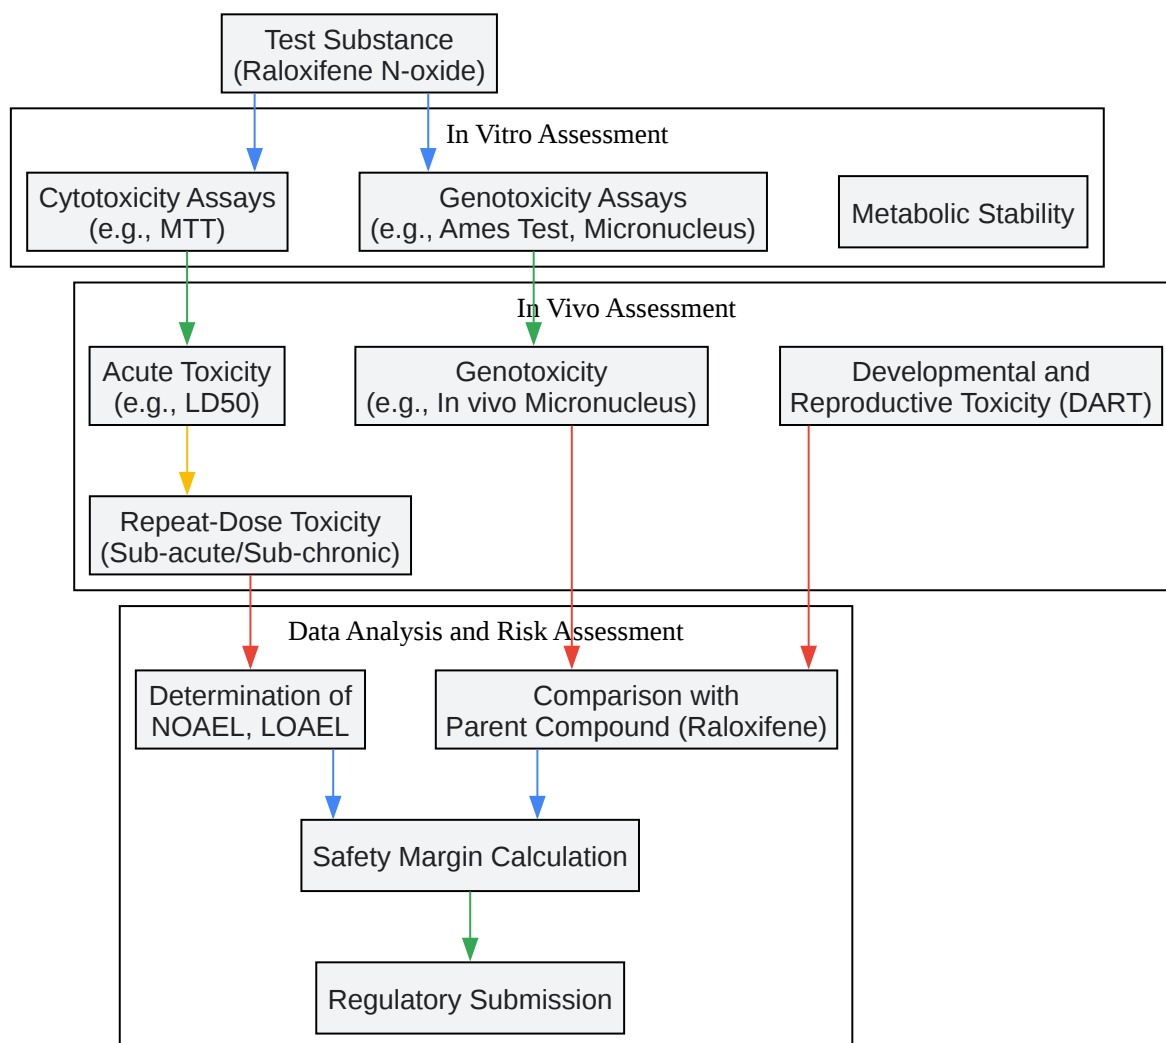 Test Substance
(Raloxifene N-oxide)
In Vitro Assessment
Cytotoxicity Assays
(e.g., MTT)
Genotoxicity Assays
(e.g., Ames Test, Micronucleus)
Metabolic Stability
In Vivo Assessment
Acute Toxicity
(e.g., LD50)
Genotoxicity
(e.g., In vivo Micronucleus)
Developmental and
Reproductive Toxicity (DART)
Repeat-Dose Toxicity
(Sub-acute/Sub-chronic)
Data Analysis and Risk Assessment
Determination of
NOAEL, LOAEL
Comparison with
Parent Compound (Raloxifene)
Safety Margin Calculation
Regulatory Submission